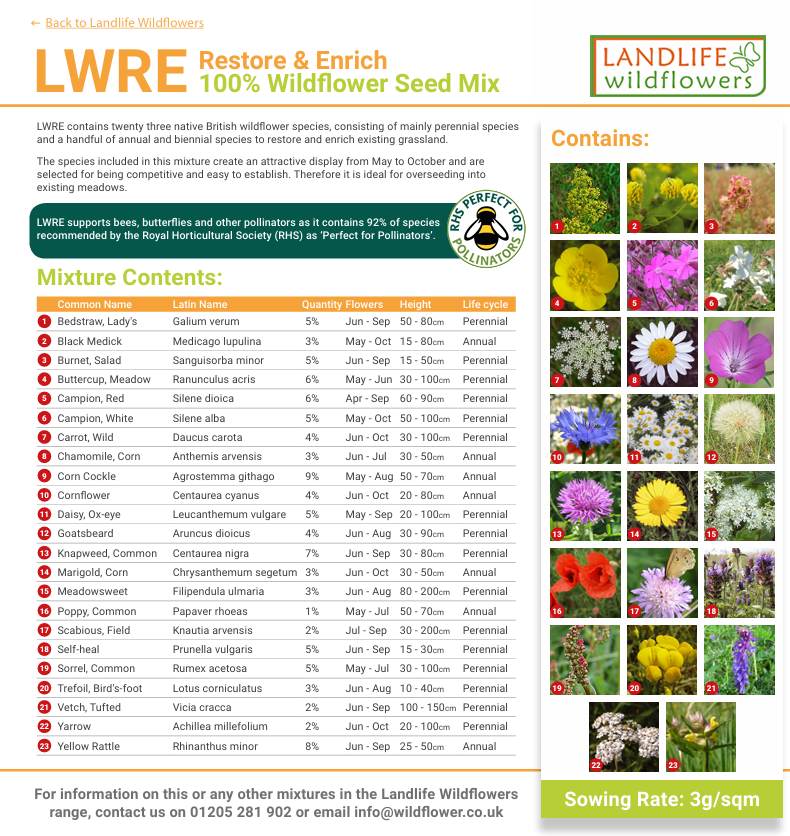 ← Back to Landlife Wildflowers
LWRE
Restore & Enrich
100% Wildflower Seed Mix
LANDLIFE
wildflowers
LWRE contains twenty three native British wildflower species, consisting of mainly perennial species
and a handful of annual and biennial species to restore and enrich existing grassland.
The species included in this mixture create an attractive display from May to October and are
selected for being competitive and easy to establish. Therefore it is ideal for overseeding into
existing meadows.
LWRE supports bees, butterflies and other pollinators as it contains 92% of species
recommended by the Royal Horticultural Society (RHS) as 'Perfect for Pollinators'.
RHS PERFECT FOR
POLLINATORS
Mixture Contents:
Common Name Latin Name Quantity Flowers Height Life cycle
1 Bedstraw, Lady's Galium verum 5% Jun - Sep 50 - 80cm Perennial
2 Black Medick Medicago lupulina 3% May - Oct 15 - 80cm Annual
3 Burnet, Salad Sanguisorba minor 5% Jun - Sep 15 - 50cm Perennial
4 Buttercup, Meadow Ranunculus acris 6% May - Jun 30 - 100cm Perennial
5 Campion, Red Silene dioica 6% Apr - Sep 60 - 90cm Perennial
6 Campion, White Silene alba 5% May - Oct 50 - 100cm Perennial
7 Carrot, Wild Daucus carota 4% Jun - Oct 30 - 100cm Perennial
8 Chamomile, Corn Anthemis arvensis 3% Jun - Jul 30 - 50cm Annual
9 Corn Cockle Agrostemma githago 9% May - Aug 50 - 70cm Annual
10 Cornflower Centaurea cyanus 4% Jun - Oct 20 - 80cm Annual
11 Daisy, Ox-eye Leucanthemum vulgare 5% May - Sep 20 - 100cm Perennial
12 Goatsbeard Aruncus dioicus 4% Jun - Aug 30 - 90cm Perennial
13 Knapweed, Common Centaurea nigra 7% Jun - Sep 30 - 80cm Perennial
14 Marigold, Corn Chrysanthemum segetum 3% Jun - Oct 30 - 50cm Annual
15 Meadowsweet Filipendula ulmaria 3% Jun - Aug 80 - 200cm Perennial
16 Poppy, Common Papaver rhoeas 1% May - Jul 50 - 70cm Annual
17 Scabious, Field Knautia arvensis 2% Jul - Sep 30 - 200cm Perennial
18 Self-heal Prunella vulgaris 5% Jun - Sep 15 - 30cm Perennial
19 Sorrel, Common Rumex acetosa 5% May - Jul 30 - 100cm Perennial
20 Trefoil, Bird's-foot Lotus corniculatus 3% Jun - Aug 10 - 40cm Perennial
21 Vetch, Tufted Vicia cracca 2% Jun - Sep 100 - 150cm Perennial
22 Yarrow Achillea millefolium 2% Jun - Oct 20 - 100cm Perennial
23 Yellow Rattle Rhinanthus minor 8% Jun - Sep 25 - 50cm Annual
Contains:
1 2 3
4 5 6
7 8 9
10 11 12
13 14 15
16 17 18
19 20 21
22 23
Sowing Rate: 3g/sqm
For information on this or any other mixtures in the Landlife Wildflowers
range, contact us on 01205 281 902 or email info@wildflower.co.uk